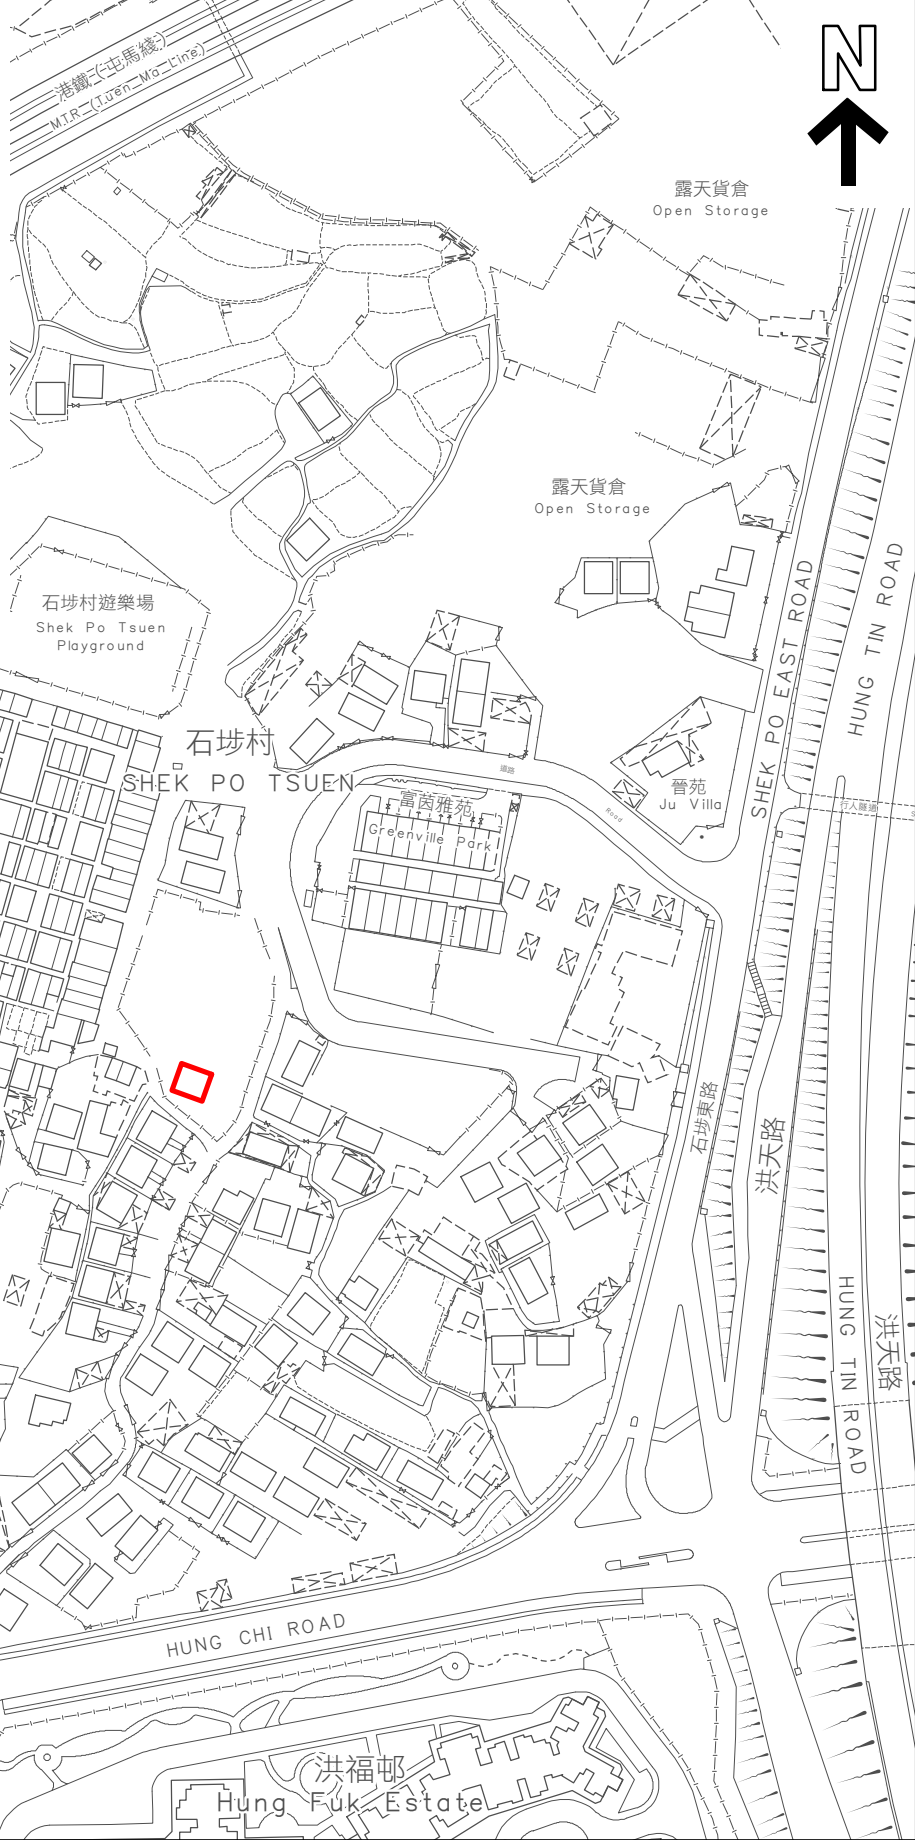 N
港鐵 (屯馬綫)
MTR (Tuen Ma Line)
露天貨倉
Open Storage
露天貨倉
Open Storage
石埗村遊樂場
Shek Po Tsuen
Playground
石埗村
SHEK PO TSUEN
道路
Road
富茵雅苑
Greenville Park
晉苑
Ju Villa
SHEK PO EAST ROAD
HUNG TIN ROAD
行人隧道
S
石埗東路
洪天路
HUNG TIN ROAD
洪天路
HUNG CHI ROAD
洪福邨
Hung Fuk Estate